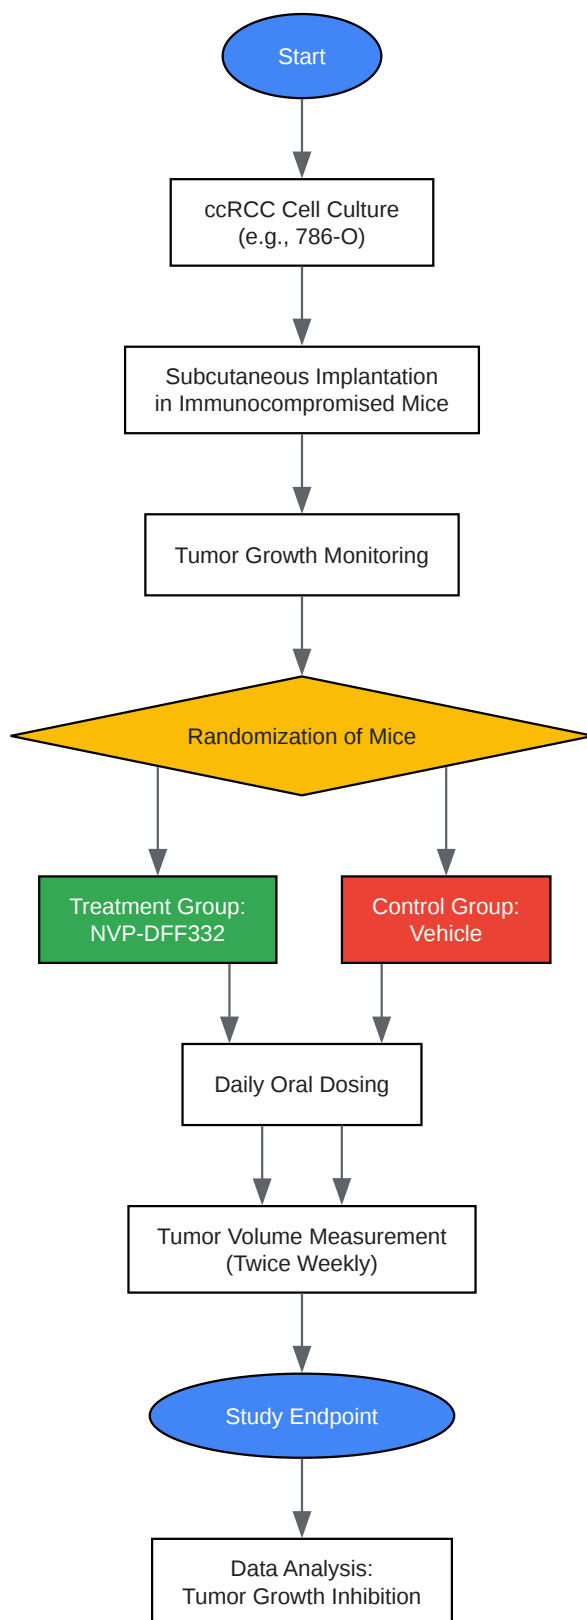 Start
ccRCC Cell Culture
(e.g., 786-O)
Subcutaneous Implantation
in Immunocompromised Mice
Tumor Growth Monitoring
Randomization of Mice
Treatment Group:
NVP-DFF332
Control Group:
Vehicle
Daily Oral Dosing
Tumor Volume Measurement
(Twice Weekly)
Study Endpoint
Data Analysis:
Tumor Growth Inhibition